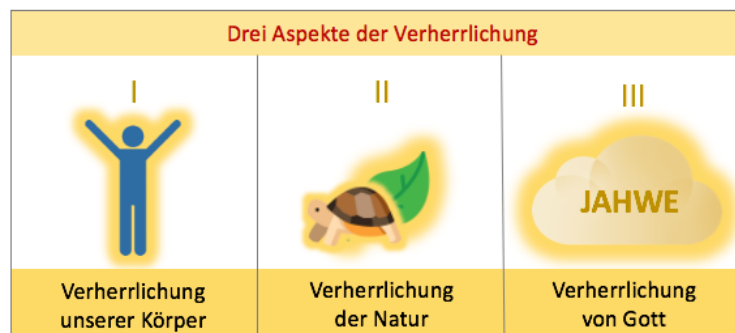 Drei Aspekte der Verherrlichung
I
II
III
JAHWE
Verherrlichung
unserer Körper
Verherrlichung
der Natur
Verherrlichung
von Gott